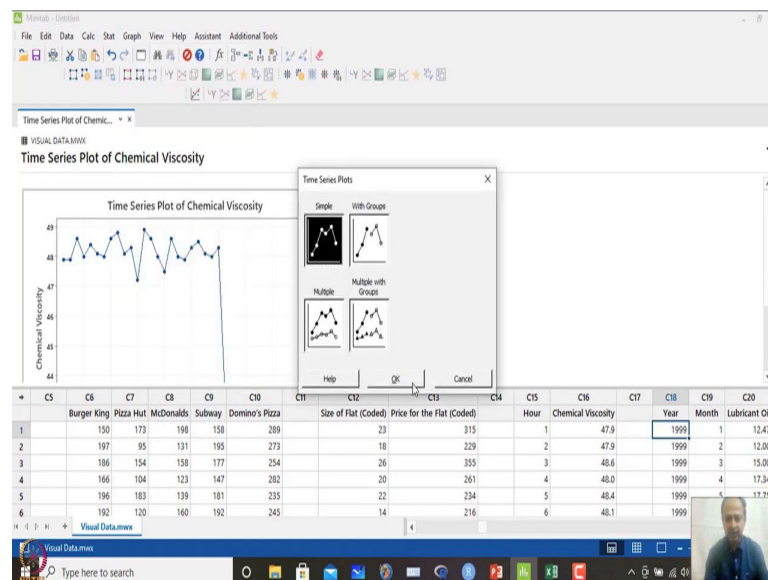 Minitab - Untitled
File Edit Data Calc Stat Graph View Help Assistant Additional Tools
Time Series Plot of Chemic...
VISUAL DATA.MWX
Time Series Plot of Chemical Viscosity
Time Series Plot of Chemical Viscosity
Chemical Viscosity
49
48
47
46
45
44
Time Series Plots
Simple With Groups
Multiple Multiple with Groups
Help OK Cancel
C5 C6 C7 C8 C9 C10 C11 C12 C13 C14 C15 C16 C17 C18 C19 C20
Burger King Pizza Hut McDonalds Subway Domino's Pizza Size of Flat (Coded) Price for the Flat (Coded) Hour Chemical Viscosity Year Month Lubricant Oi
1 150 173 198 158 289 23 315 1 47.9 1999 1 12.47
2 197 95 131 195 273 18 229 2 47.9 1999 2 12.00
3 186 154 158 177 254 26 355 3 48.6 1999 3 15.00
4 166 104 123 147 282 20 261 4 48.0 1999 4 17.34
5 196 183 139 181 235 22 234 5 48.4 1999 5 17.79
6 192 120 160 192 245 14 216 6 48.1 1999
Visual Data.mwx
Visual Data.mwx
Type here to search